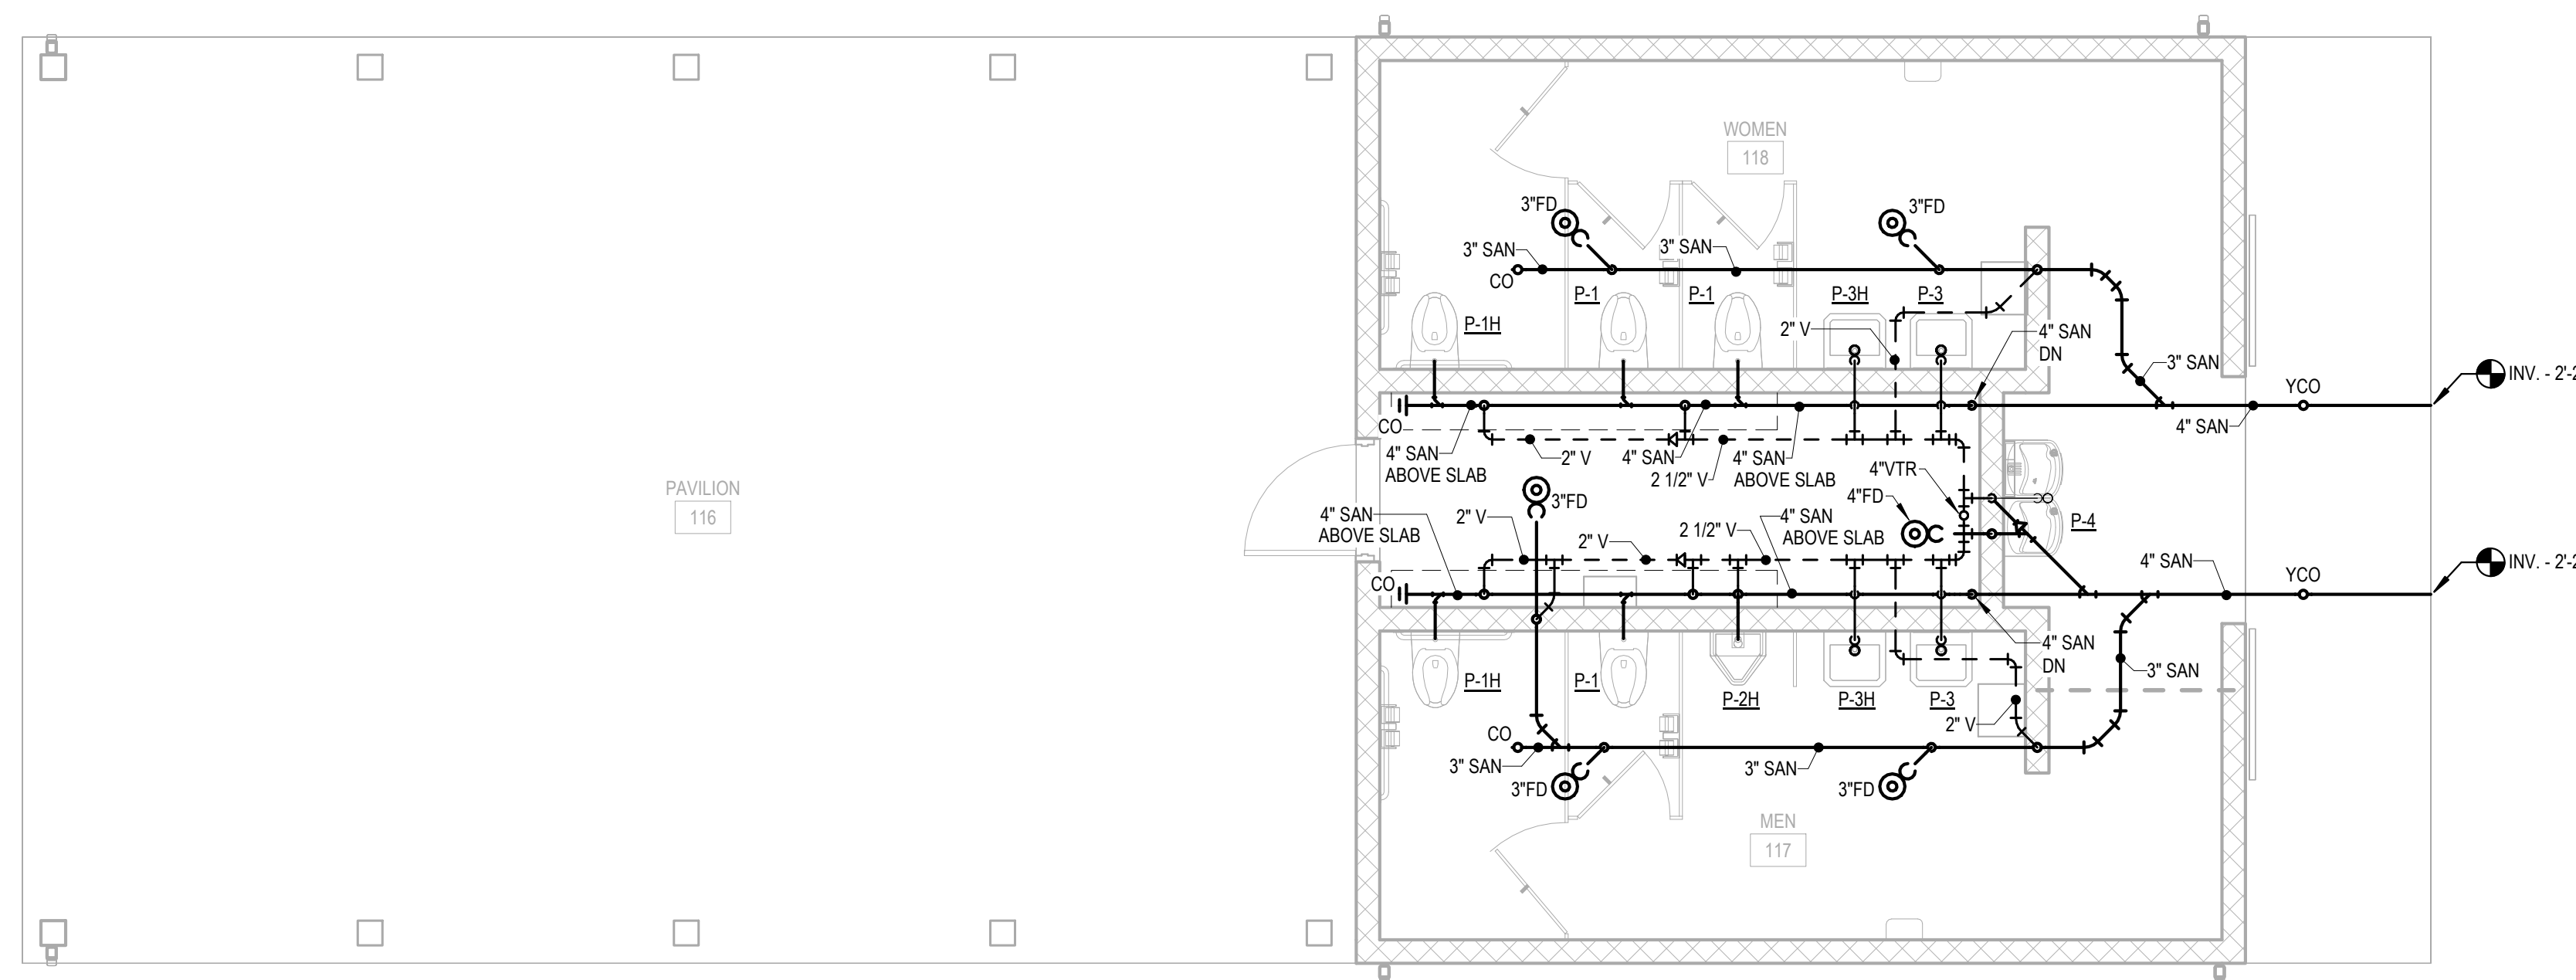 WOMEN
118
3"FD
3"FD
3" SAN
3" SAN
CO
P-1
P-1
P-3H
P-3
P-1H
2" V
4" SAN
DN
3" SAN
INV. - 2'-2
YCO
4" SAN
CO
4" SAN
ABOVE SLAB
2" V
4" SAN
2 1/2" V
4" SAN
ABOVE SLAB
4"VTR
4"FD
PAVILION
116
3"FD
4" SAN
ABOVE SLAB
2" V
2" V
2 1/2" V
4" SAN
ABOVE SLAB
P-4
4" SAN
YCO
INV. - 2'-2
CO
4" SAN
DN
3" SAN
P-1H
P-1
P-2H
P-3H
P-3
2" V
CO
3" SAN
3" SAN
3"FD
3"FD
MEN
117